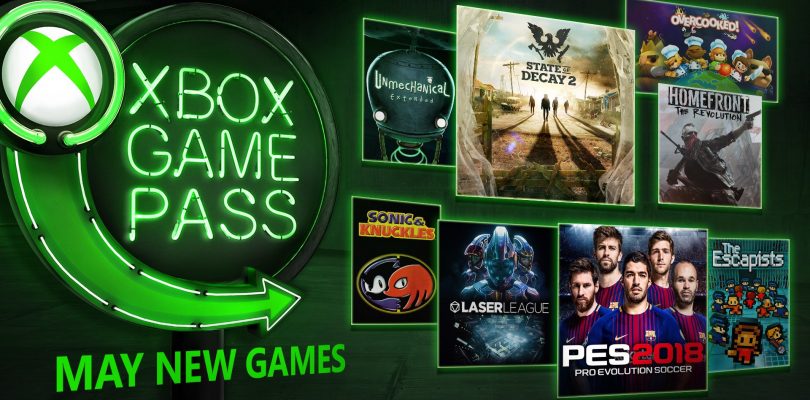 XBOX
GAME
PASS
MAY NEW GAMES
Unmechanical
Extended
STATE OF
DECAY 2
OVERCOOKED!
HOMEFRONT
THE REVOLUTION
SONIC &
KNUCKLES
LASERLEAGUE
PES2018
PRO EVOLUTION SOCCER
The
Escapists